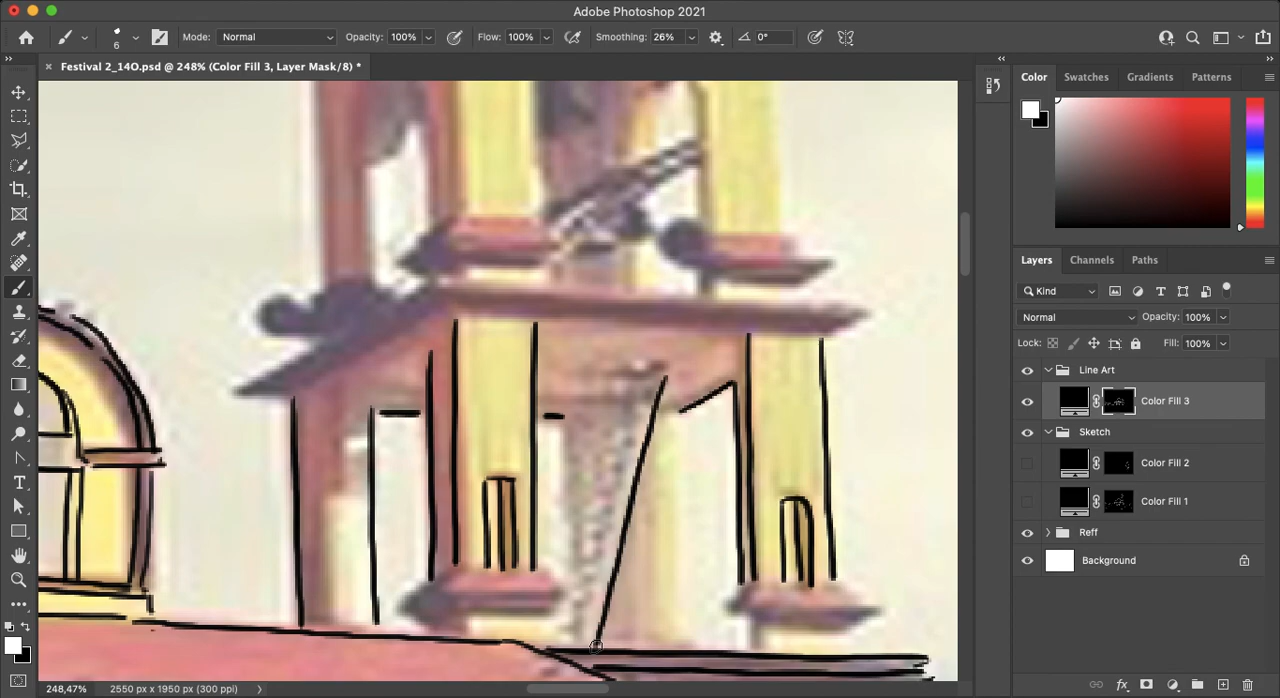 Adobe Photoshop 2021
6
Mode: Normal Opacity: 100% Flow: 100% Smoothing: 26% 0°
Festival 2_14O.psd @ 248% (Color Fill 3, Layer Mask/8) *
Color Swatches Gradients Patterns
Layers Channels Paths
Kind
Normal Opacity: 100%
Lock: Fill: 100%
Line Art
Color Fill 3
Sketch
Color Fill 2
Color Fill 1
Reff
Background
248,47% 2550 px x 1950 px (300 ppi)
fx